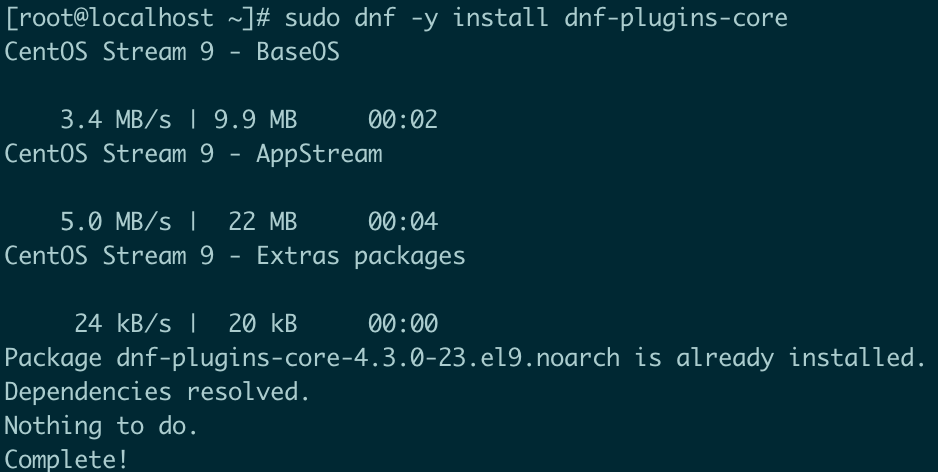 [root@localhost ~]# sudo dnf -y install dnf-plugins-core
CentOS Stream 9 - BaseOS
3.4 MB/s | 9.9 MB     00:02
CentOS Stream 9 - AppStream
5.0 MB/s |  22 MB     00:04
CentOS Stream 9 - Extras packages
24 kB/s |  20 kB     00:00
Package dnf-plugins-core-4.3.0-23.el9.noarch is already installed.
Dependencies resolved.
Nothing to do.
Complete!